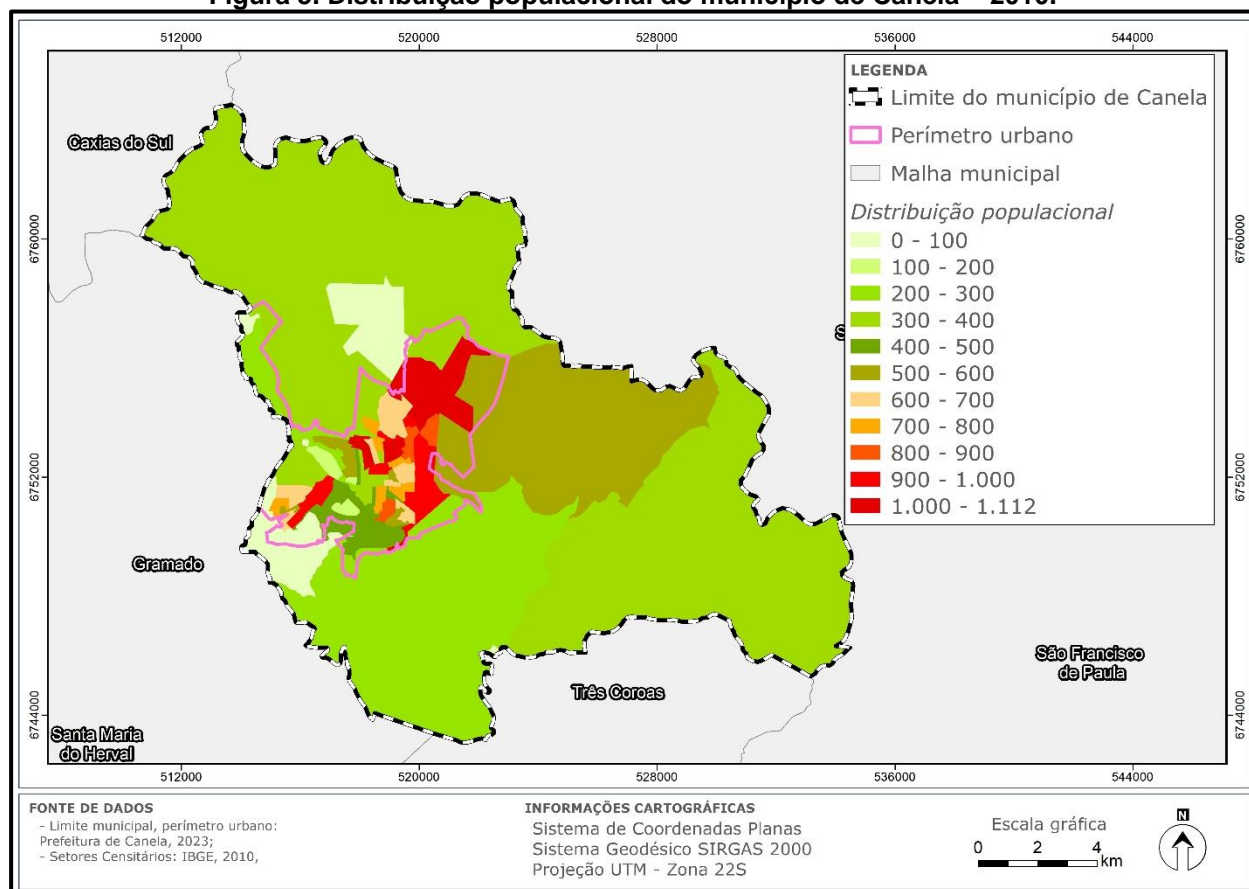 Figura 3. Distribuição populacional do município de Canela – 2010.
512000 520000 528000 536000 544000
LEGENDA
Limite do município de Canela
Perímetro urbano
Malha municipal
Distribuição populacional
0 - 100
100 - 200
200 - 300
300 - 400
400 - 500
500 - 600
600 - 700
700 - 800
800 - 900
900 - 1.000
1.000 - 1.112
Caxias do Sul
6760000 6760000
6752000 6752000
Gramado
São Francisco
de Paula
Três Coroas
6744000 6744000
Santa Maria
do Herval
512000 520000 528000 536000 544000
FONTE DE DADOS
- Limite municipal, perímetro urbano:
Prefeitura de Canela, 2023;
- Setores Censitários: IBGE, 2010,
INFORMAÇÕES CARTOGRÁFICAS
Sistema de Coordenadas Planas
Sistema Geodésico SIRGAS 2000
Projeção UTM - Zona 22S
Escala gráfica
0 2 4
km
N